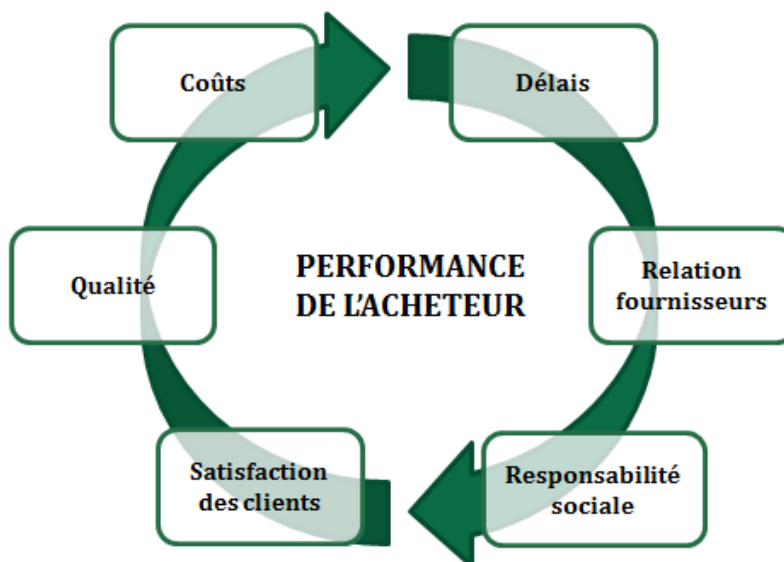 Coûts
Délais
PERFORMANCE
DE L'ACHETEUR
Qualité
Relation
fournisseurs
Satisfaction
des clients
Responsabilité
sociale